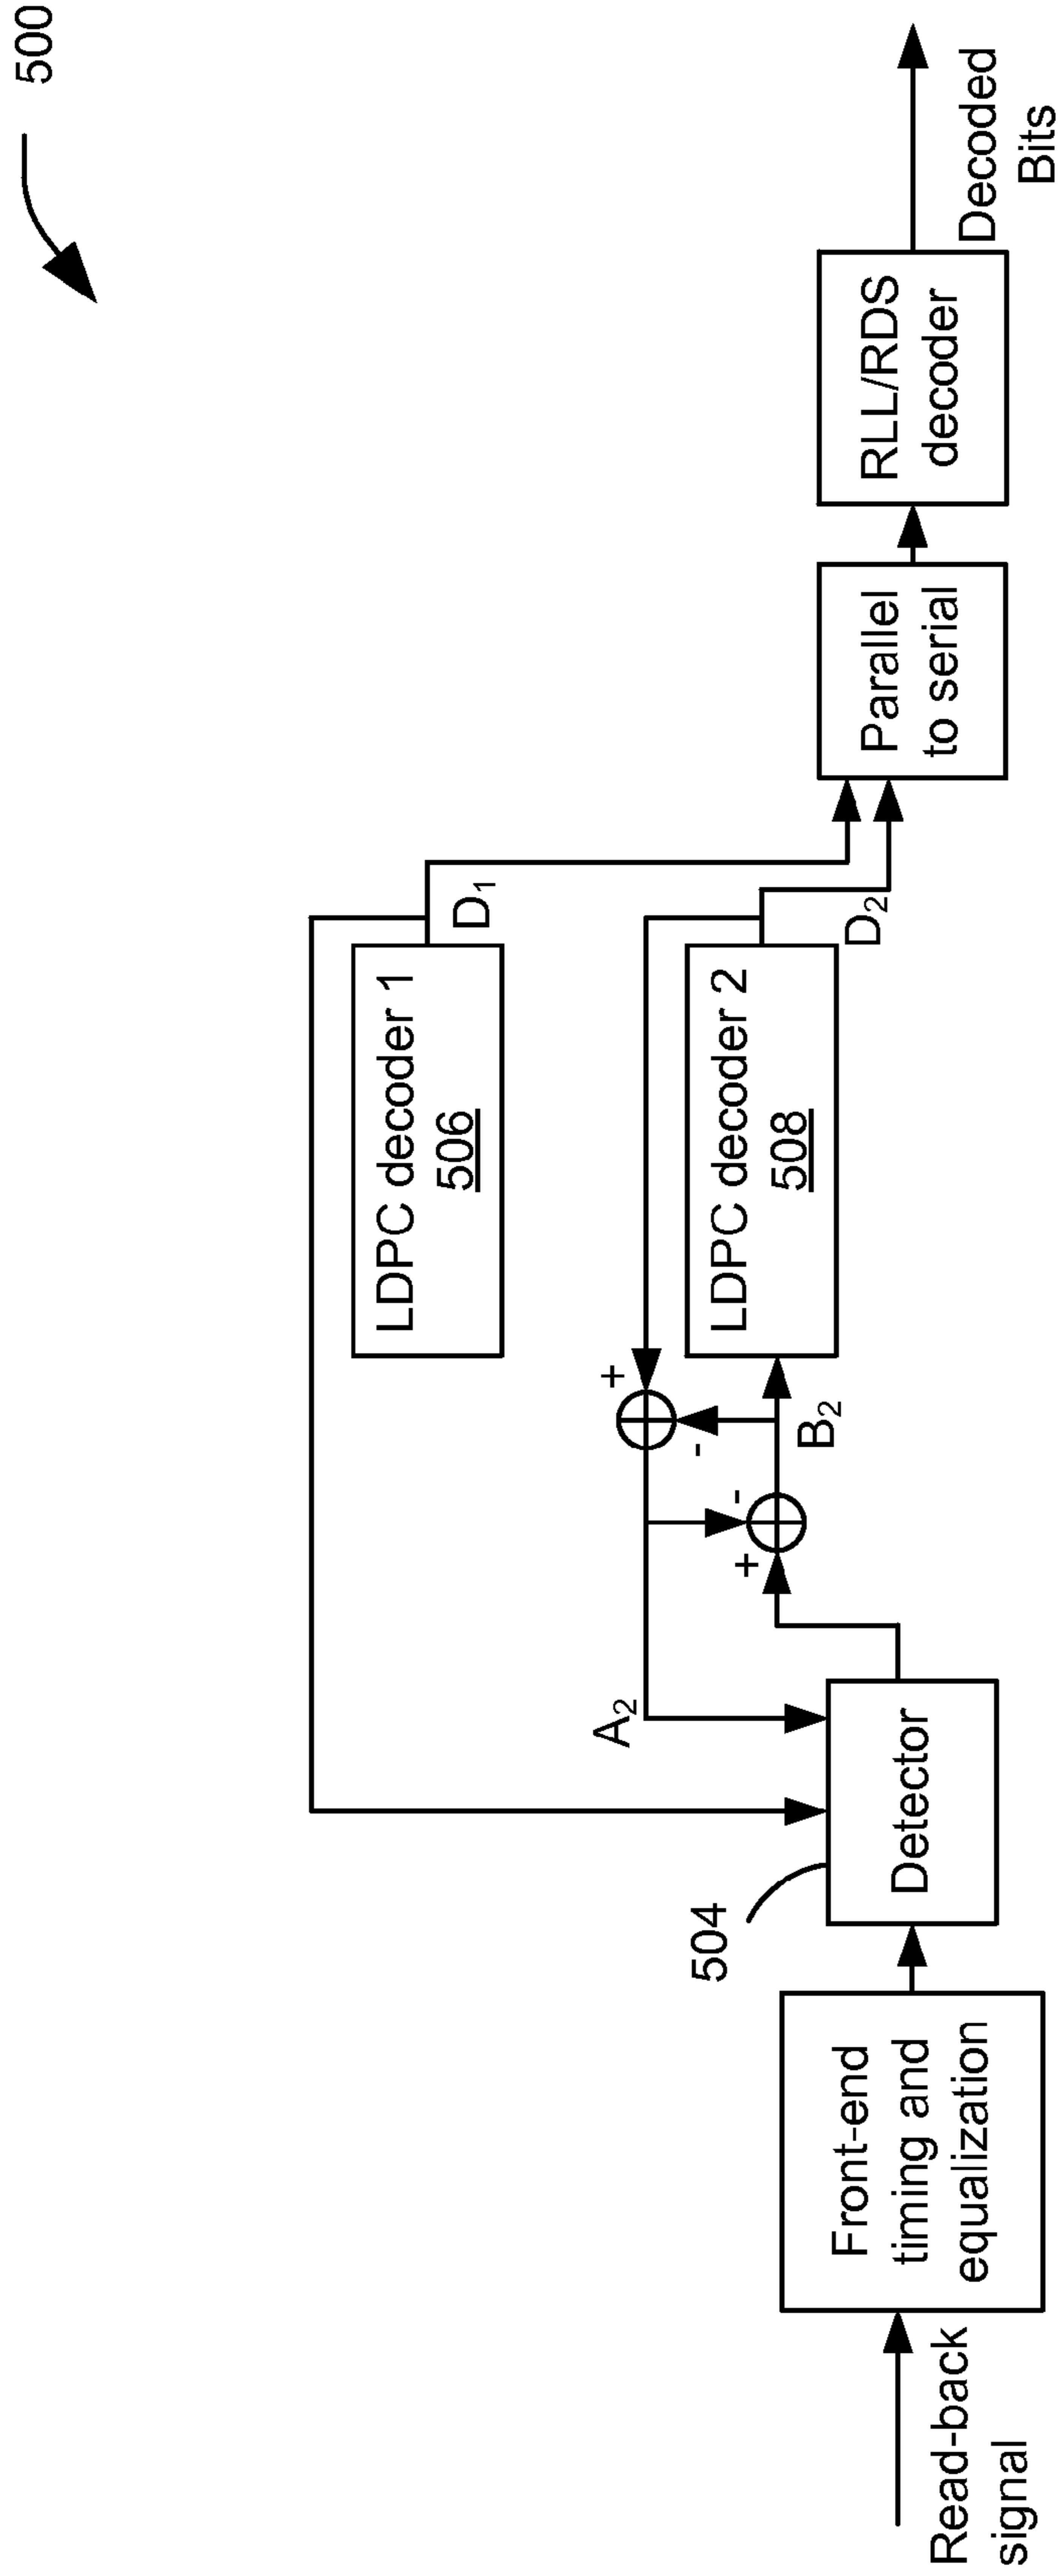 500
LDPC decoder 1
506
D₁
A₂
+
-
LDPC decoder 2
508
D₂
-
+
B₂
504
Read-back
signal
Front-end
timing and
equalization
Detector
Parallel
to serial
RLL/RDS
decoder
Decoded
Bits